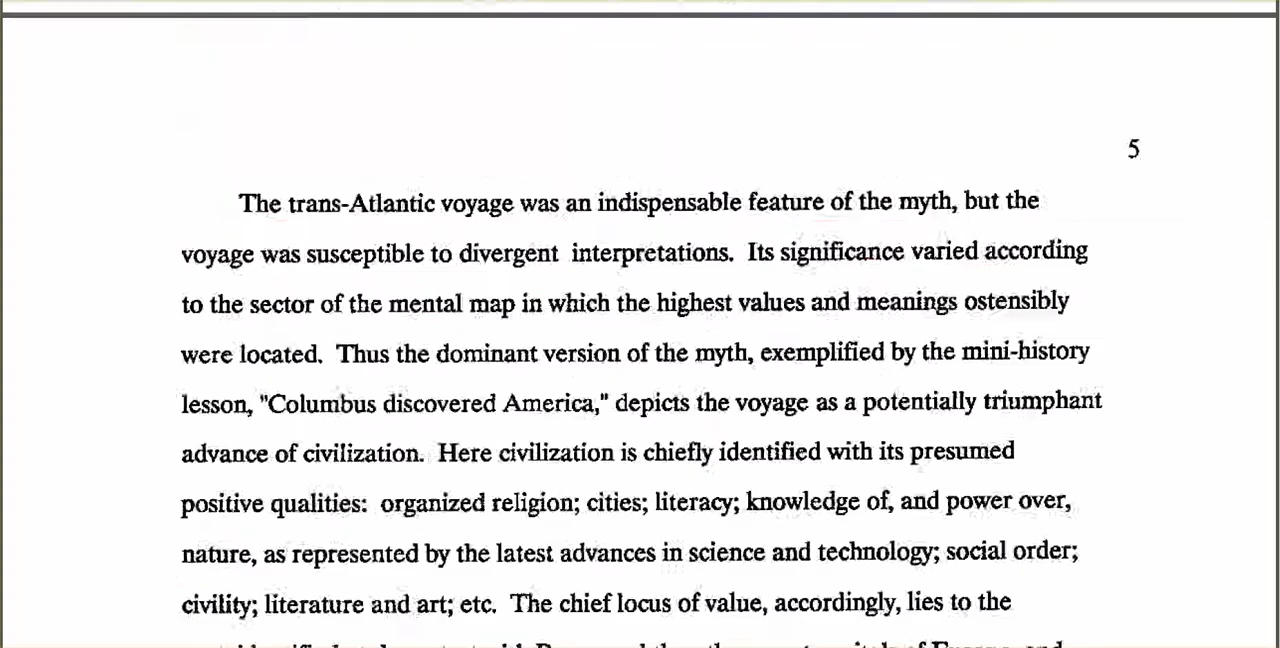 5
The trans-Atlantic voyage was an indispensable feature of the myth, but the
voyage was susceptible to divergent interpretations. Its significance varied according
to the sector of the mental map in which the highest values and meanings ostensibly
were located. Thus the dominant version of the myth, exemplified by the mini-history
lesson, "Columbus discovered America," depicts the voyage as a potentially triumphant
advance of civilization. Here civilization is chiefly identified with its presumed
positive qualities: organized religion; cities; literacy; knowledge of, and power over,
nature, as represented by the latest advances in science and technology; social order;
civility; literature and art; etc. The chief locus of value, accordingly, lies to the